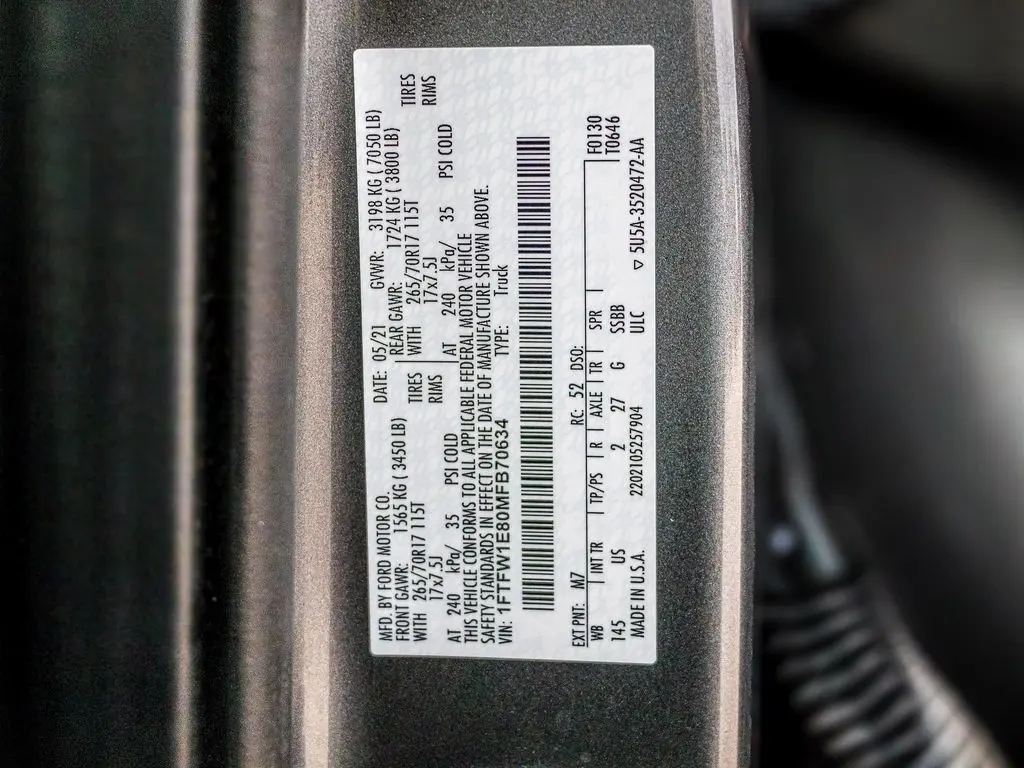 MFD. BY FORD MOTOR CO.
DATE: 05/21 GVWR: 3198 KG ( 7050 LB)
FRONT GAWR: 1565 KG ( 3450 LB)
REAR GAWR: 1724 KG ( 3800 LB)
WITH 265/70R17 115T TIRES
WITH 265/70R17 115T TIRES
17x7.5J RIMS
17x7.5J RIMS
AT 240 kPa/ 35 PSI COLD
AT 240 kPa/ 35 PSI COLD
THIS VEHICLE CONFORMS TO ALL APPLICABLE FEDERAL MOTOR VEHICLE
SAFETY STANDARDS IN EFFECT ON THE DATE OF MANUFACTURE SHOWN ABOVE.
VIN: 1FTFW1E80MFB70634 TYPE: Truck
EXT PNT: M7 RC: 52 DSO: F0130
WB INT TR TP/PS R AXLE TR SPR T0646
145 US 2 27 G SSBB
ULC
MADE IN U.S.A. 2202105257904 ▽ 5U5A-3520472-AA